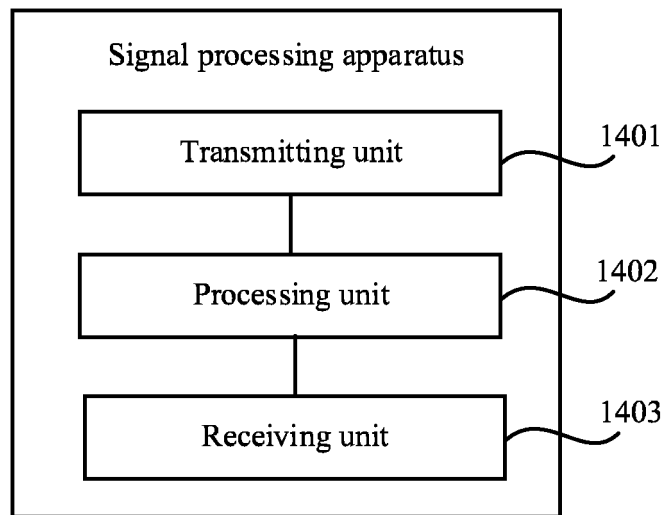 Signal processing apparatus
Transmitting unit
1401
Processing unit
1402
Receiving unit
1403